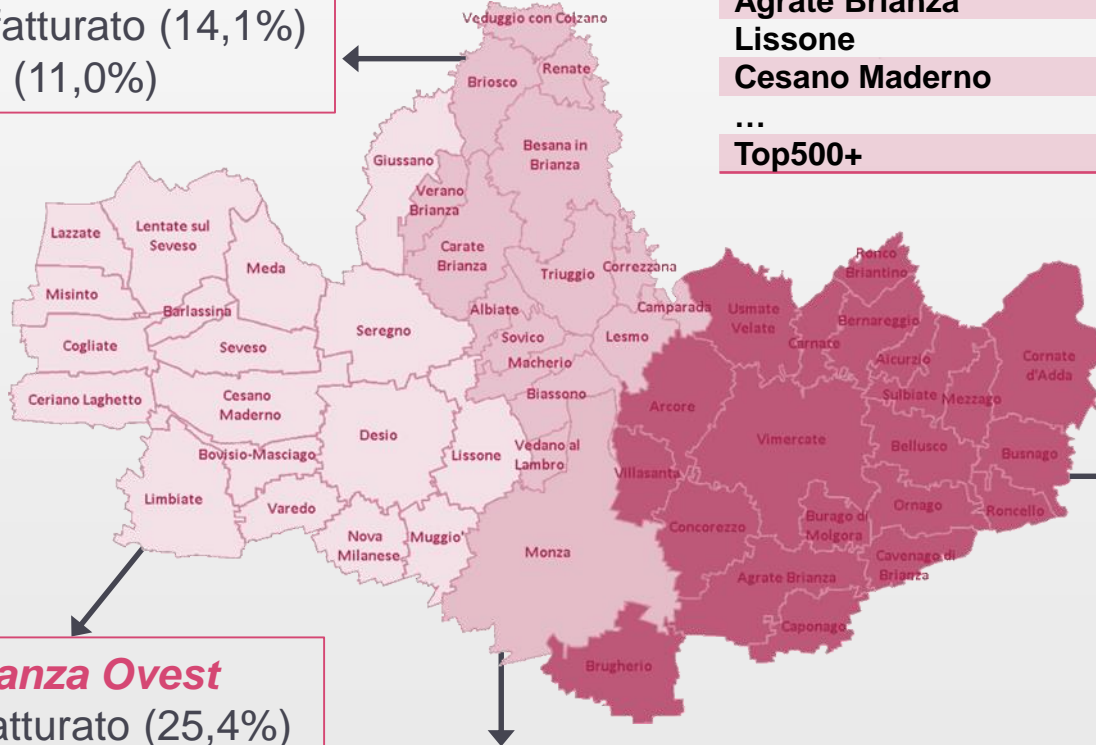 fatturato (14,1%)
(11,0%)
Agrate Brianza
Lissone
Cesano Maderno
...
Top500+
Veduggio con Colzano
Briosco
Renate
Giussano
Besana in
Brianza
Verano
Brianza
Carate
Brianza
Triuggio
Correzzana
Lazzate
Lentate sul
Seveso
Meda
Misinto
Barlassina
Seregno
Albiate
Camparada
Cogliate
Seveso
Sovico
Lesmo
Macherio
Ceriano Laghetto
Cesano
Maderno
Biassono
Desio
Bovisio-Masciago
Lissone
Vedano al
Lambro
Limbiate
Varedo
Nova
Milanese
Muggio'
Monza
Ronco
Briantino
Usmate
Velate
Carnate
Bernareggio
Aicurzio
Cornate
d'Adda
Sulbiate
Mezzago
Arcore
Vimercate
Bellusco
Busnago
Villasanta
Ornago
Roncello
Concorezzo
Burago di
Molgora
Cavenago di
Brianza
Agrate Brianza
Caponago
Brugherio
anza Ovest
atturato (25,4%)